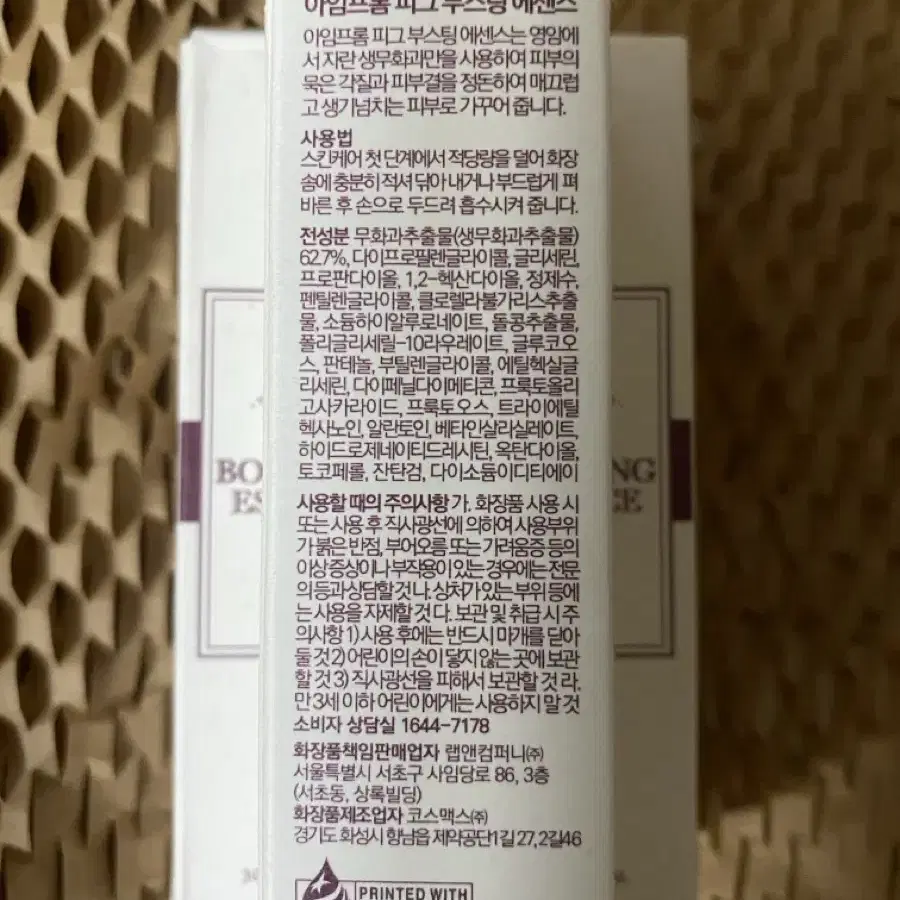 아임프롬 피그 부스팅 에센스
아임프롬 피그 부스팅 에센스는 영암에
서 자란 생무화과만을 사용하여 피부의
묵은 각질과 피부결을 정돈하여 매끄럽
고 생기넘치는 피부로 가꾸어 줍니다.
사용법
스킨케어 첫 단계에서 적당량을 덜어 화장
솜에 충분히 적셔 닦아 내거나 부드럽게 펴
바른 후 손으로 두드려 흡수시켜 줍니다.
전성분 무화과추출물(생무화과추출물)
62.7%, 다이프로필렌글라이콜, 글리세린,
프로판다이올, 1,2-헥산다이올, 정제수,
펜틸렌글라이콜, 클로렐라불가리스추출
물, 소듐하이알루로네이트, 돌콩추출물,
폴리글리세릴-10라우레이트, 글루코오
스, 판테놀, 부틸렌글라이콜, 에틸헥실글
리세린, 다이페닐다이메티콘, 프룩토올리
고사카라이드, 프룩토오스, 트라이에틸
헥사노인, 알란토인, 베타인살리실레이트,
하이드로제네이티드레시틴, 옥탄다이올,
토코페롤, 잔탄검, 다이소듐이디티에이
사용할 때의 주의사항 가. 화장품 사용 시
또는 사용 후 직사광선에 의하여 사용부위
가 붉은 반점, 부어오름 또는 가려움증 등의
이상 증상이나 부작용이 있는 경우에는 전문
의 등과 상담할 것 나. 상처가 있는 부위 등에
는 사용을 자제할 것 다. 보관 및 취급 시 주
의사항 1) 사용 후에는 반드시 마개를 닫아
둘 것 2) 어린이의 손이 닿지 않는 곳에 보관
할 것 3) 직사광선을 피해서 보관할 것 라.
만 3세 이하 어린이에게는 사용하지 말 것
소비자 상담실 1644-7178
화장품책임판매업자 랩앤컴퍼니㈜
서울특별시 서초구 사임당로 86, 3층
(서초동, 상록빌딩)
화장품제조업자 코스맥스㈜
경기도 화성시 향남읍 제약공단1길 27, 2길46
PRINTED WITH
BO
ES
NG
CE